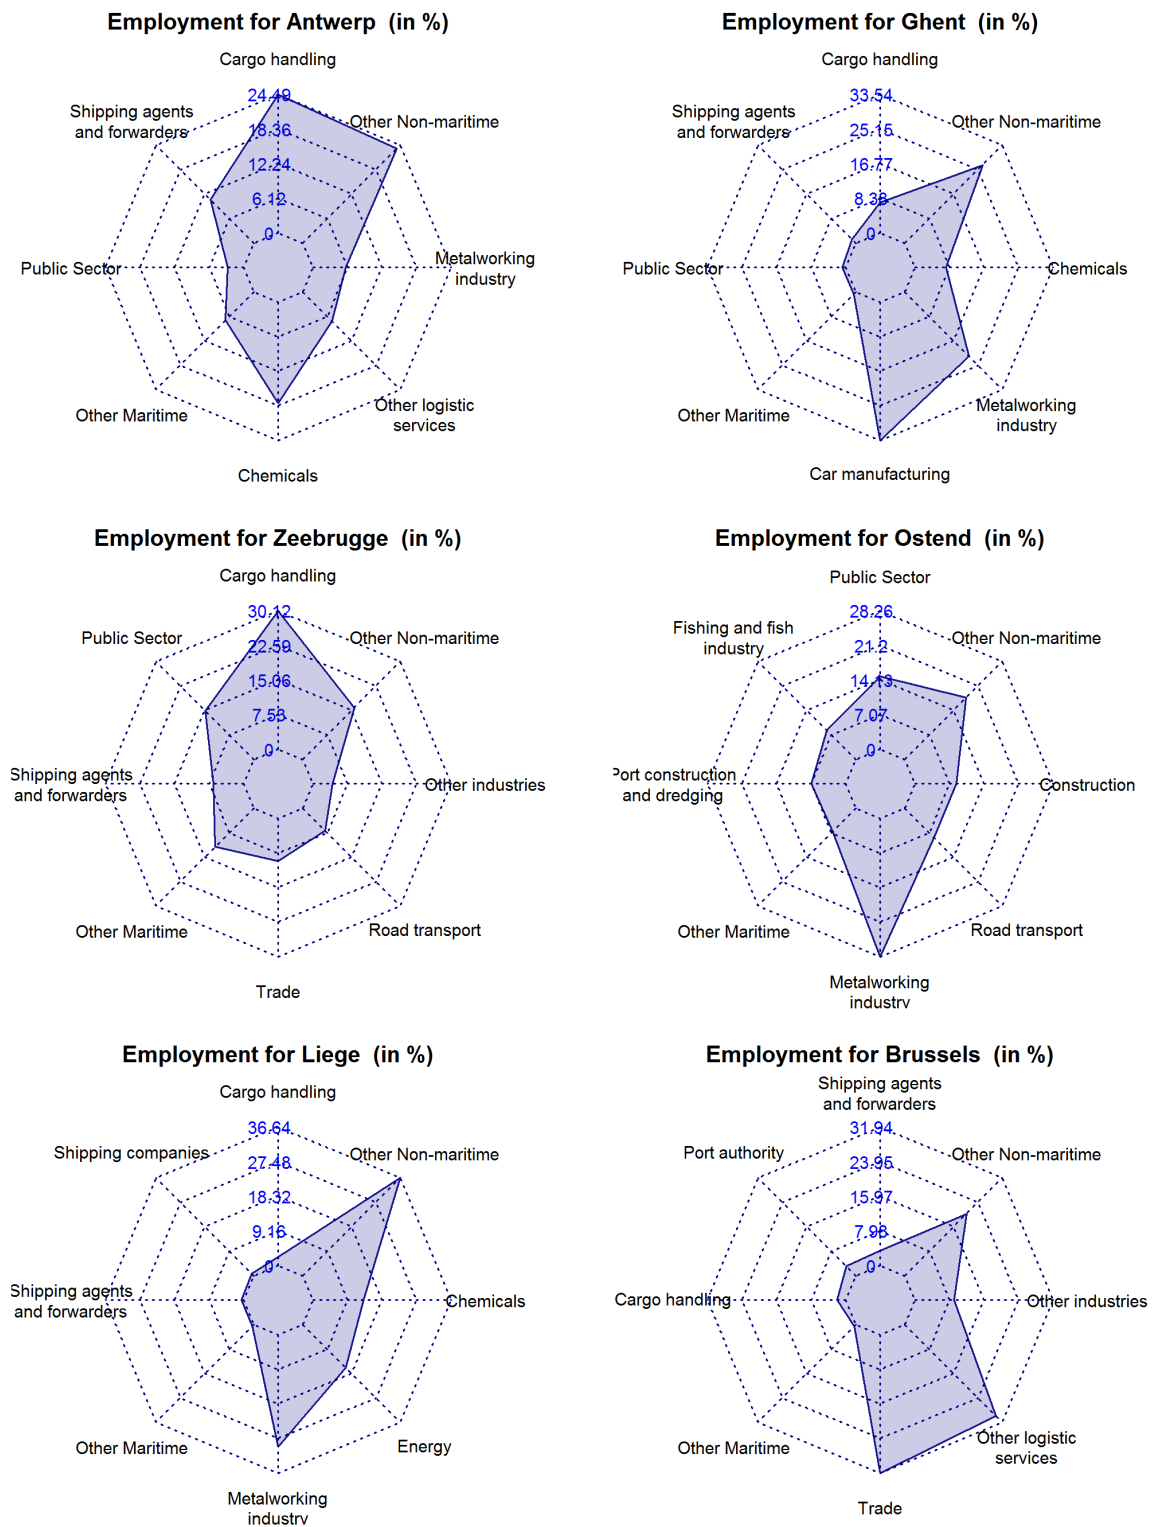 Employment for Antwerp (in %)
Cargo handling
Shipping agents
and forwarders
Other Non-maritime
24.49
18.36
12.24
6.12
0
Public Sector
Metalworking
industry
Other Maritime
Other logistic
services
Chemicals
Employment for Ghent (in %)
Cargo handling
Shipping agents
and forwarders
Other Non-maritime
33.54
25.15
16.77
8.38
0
Public Sector
Chemicals
Other Maritime
Metalworking
industry
Car manufacturing
Employment for Zeebrugge (in %)
Cargo handling
Public Sector
Other Non-maritime
30.12
22.59
15.06
7.53
0
Shipping agents
and forwarders
Other industries
Other Maritime
Road transport
Trade
Employment for Ostend (in %)
Public Sector
Fishing and fish
industry
Other Non-maritime
28.26
21.2
14.13
7.07
0
Port construction
and dredging
Construction
Other Maritime
Road transport
Metalworking
industry
Employment for Liege (in %)
Cargo handling
Shipping companies
Other Non-maritime
36.64
27.48
18.32
9.16
0
Shipping agents
and forwarders
Chemicals
Other Maritime
Energy
Metalworking
industry
Employment for Brussels (in %)
Shipping agents
and forwarders
Port authority
Other Non-maritime
31.94
23.95
15.97
7.98
0
Cargo handling
Other industries
Other Maritime
Other logistic
services
Trade